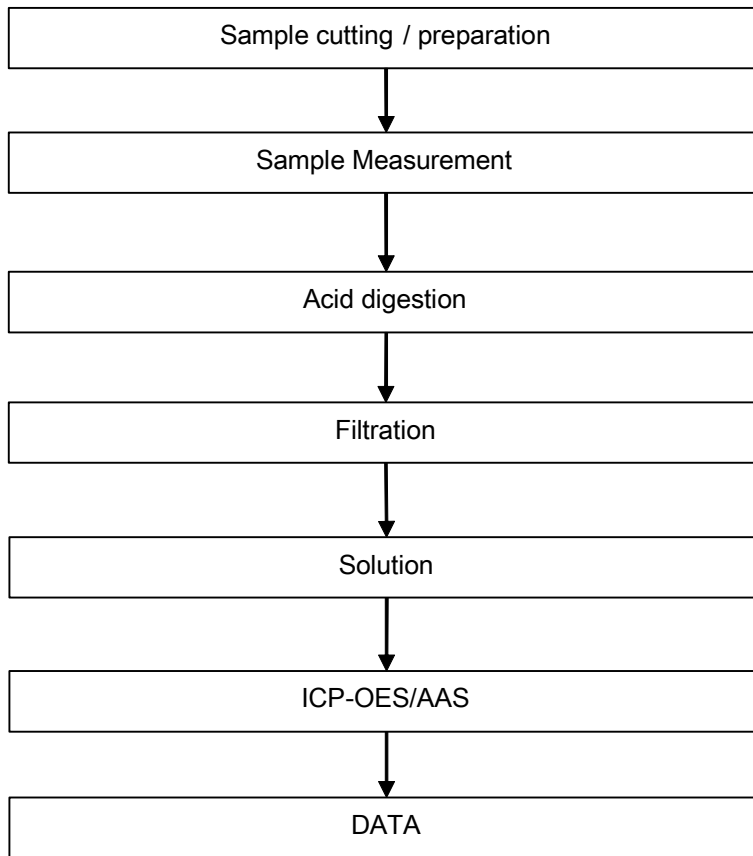 Sample cutting / preparation
Sample Measurement
Acid digestion
Filtration
Solution
ICP-OES/AAS
DATA